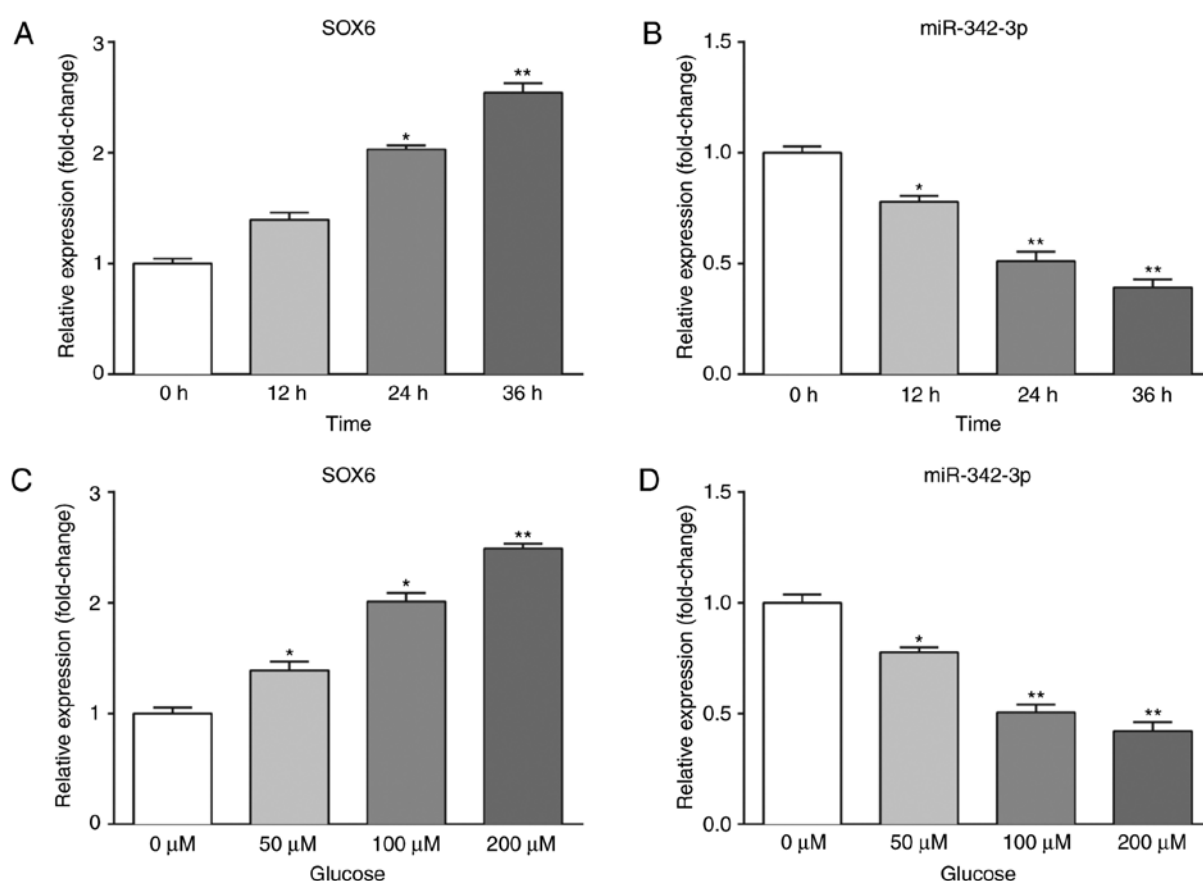 A
SOX6
Relative expression (fold-change)
3
2
1
0
**
*
0 h 12 h 24 h 36 h
Time
B
miR-342-3p
Relative expression (fold-change)
1.5
1.0
0.5
0.0
*
**
**
0 h 12 h 24 h 36 h
Time
C
SOX6
Relative expression (fold-change)
3
2
1
0
**
*
*
0 μM 50 μM 100 μM 200 μM
Glucose
D
miR-342-3p
Relative expression (fold-change)
1.5
1.0
0.5
0.0
*
**
**
0 μM 50 μM 100 μM 200 μM
Glucose